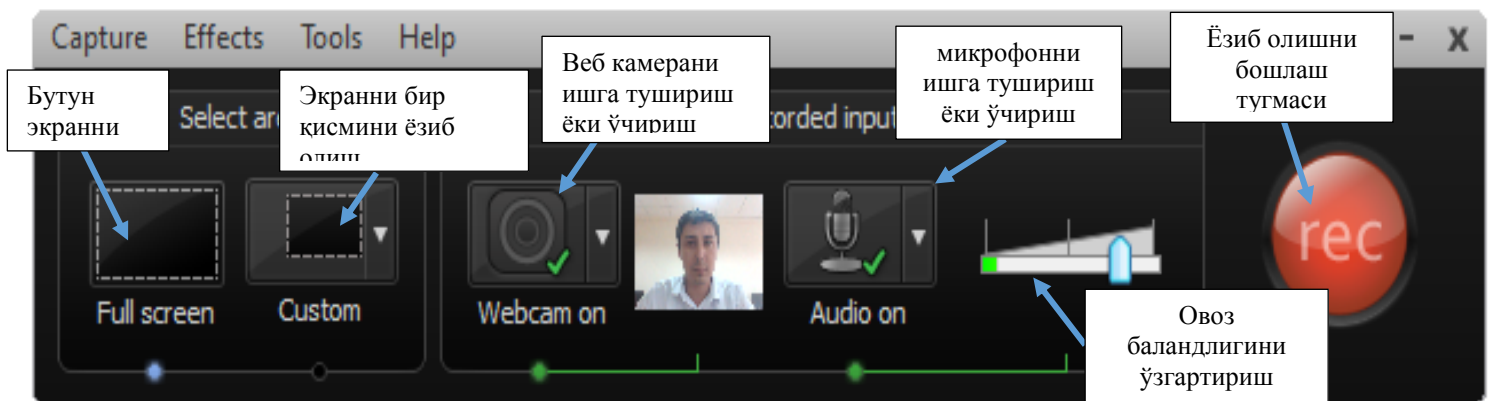 Capture Effects Tools Help
Бутун
экранни
Select
Экранни бир
қисмини ёзиб
олиш
Веб камерани
ишга тушириш
ёки ўчириш
input
микрофонни
ишга тушириш
ёки ўчириш
Ёзиб олишни
бошлаш
тугмаси
rec
Full screen
Custom
Webcam on
Audio on
Овоз
баландлигини
ўзгартириш